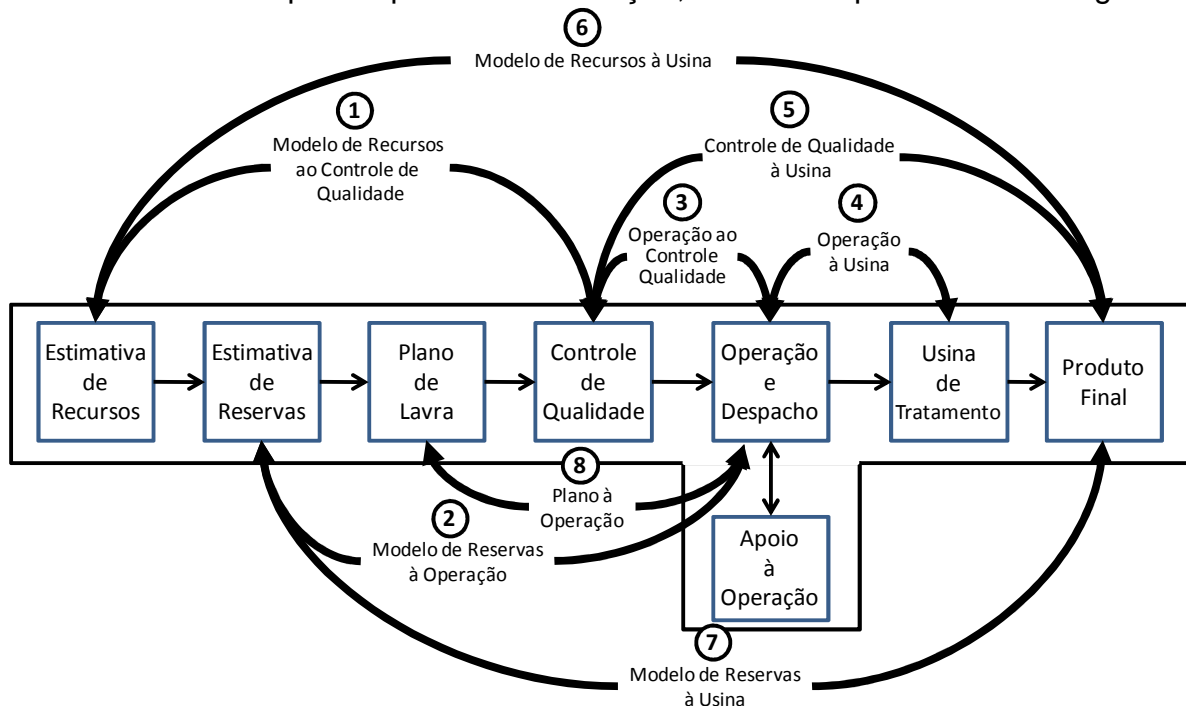 6
Modelo de Recursos à Usina
1
Modelo de Recursos
ao Controle de
Qualidade
5
Controle de Qualidade
à Usina
3
Operação ao
Controle
Qualidade
4
Operação
à Usina
Estimativa
de
Recursos
Estimativa
de
Reservas
Plano
de
Lavra
Controle
de
Qualidade
Operação
e
Despacho
Usina
de
Tratamento
Produto
Final
8
Plano à
Operação
2
Modelo de Reservas
à Operação
Apoio
à
Operação
7
Modelo de Reservas
à Usina